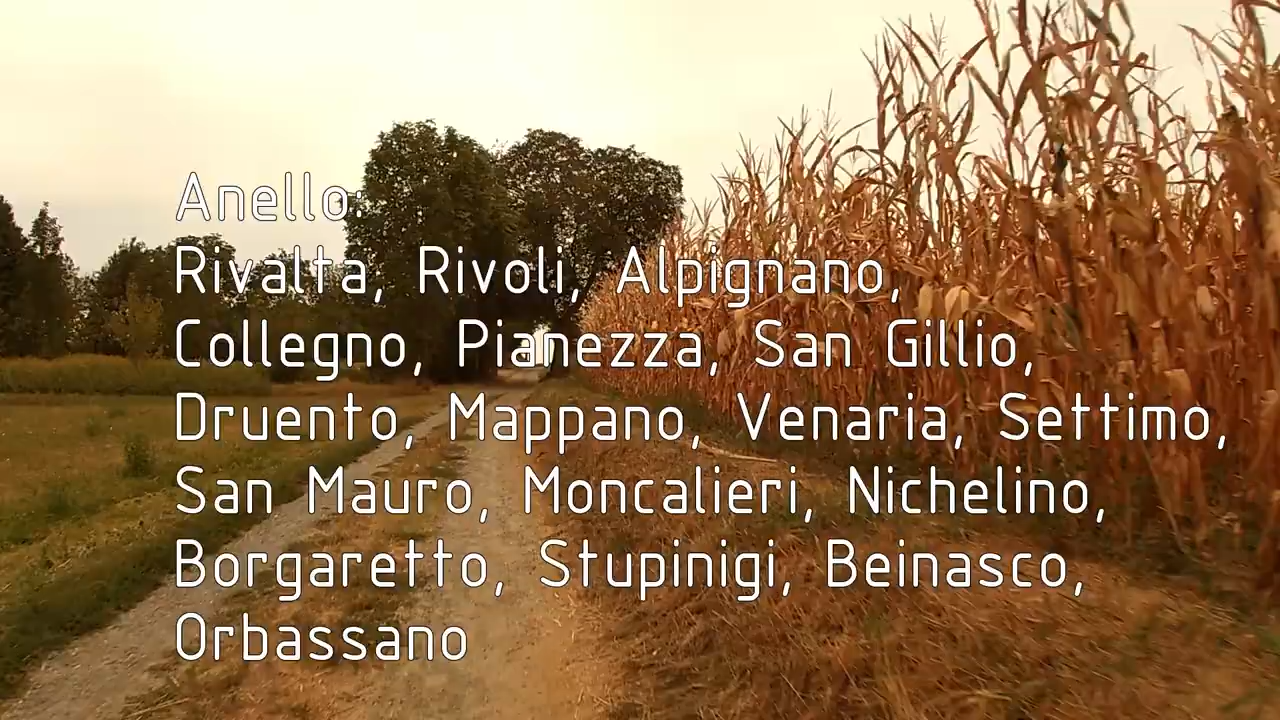 Anello:
Rivalta, Rivoli, Alpignano,
Collegno, Pianezza, San Gillio,
Druento, Mappano, Venaria, Settimo,
San Mauro, Moncalieri, Nichelino,
Borgaretto, Stupinigi, Beinasco,
Orbassano